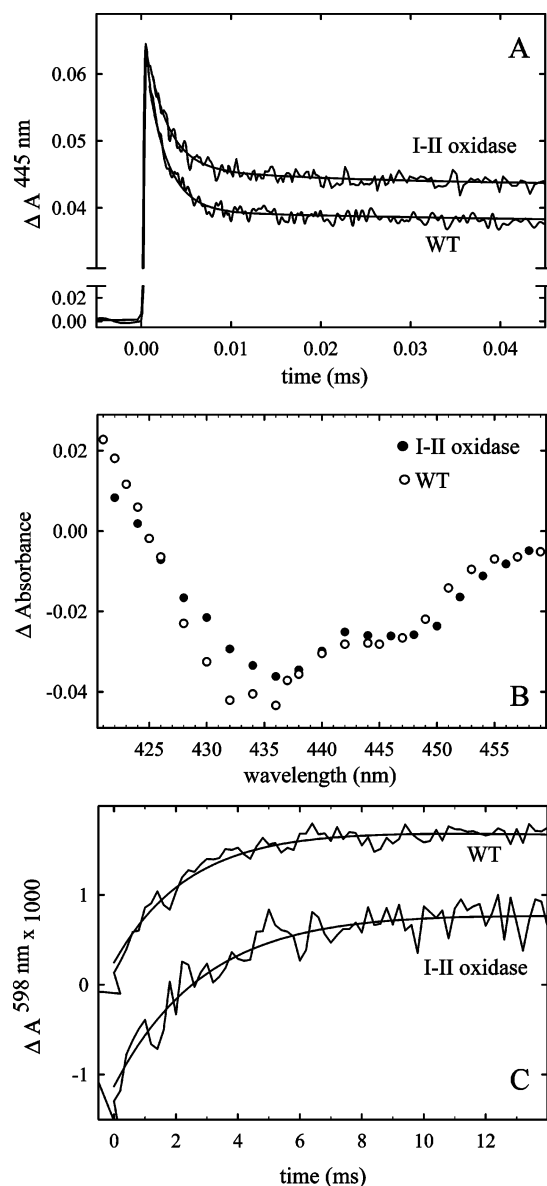 A
0.06
0.05
0.04
0.02
0.00
Δ A 445 nm
I-II oxidase
WT
0.00 0.01 0.02 0.03 0.04
time (ms)
0.02
0.00
-0.02
-0.04
Δ Absorbance
I-II oxidase
WT
B
425 430 435 440 445 450 455
wavelength (nm)
1
0
-1
Δ A 598 nm x 1000
WT
I-II oxidase
C
0 2 4 6 8 10 12
time (ms)